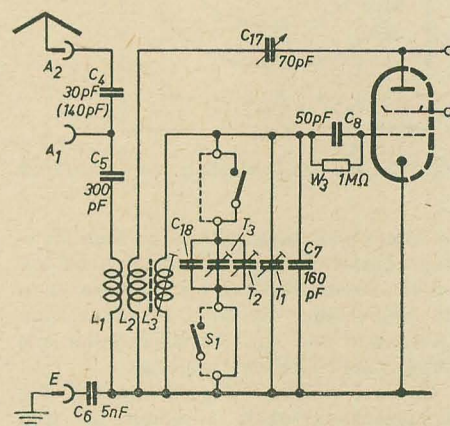 C17
70pF
A2
C4
30pF
(140pF)
A1
C5
300
pF
50pF C8
W3 1MΩ
C18
T3
T2
T1
C7
160
pF
L1
L2
L3
S1
E
C6
5nF